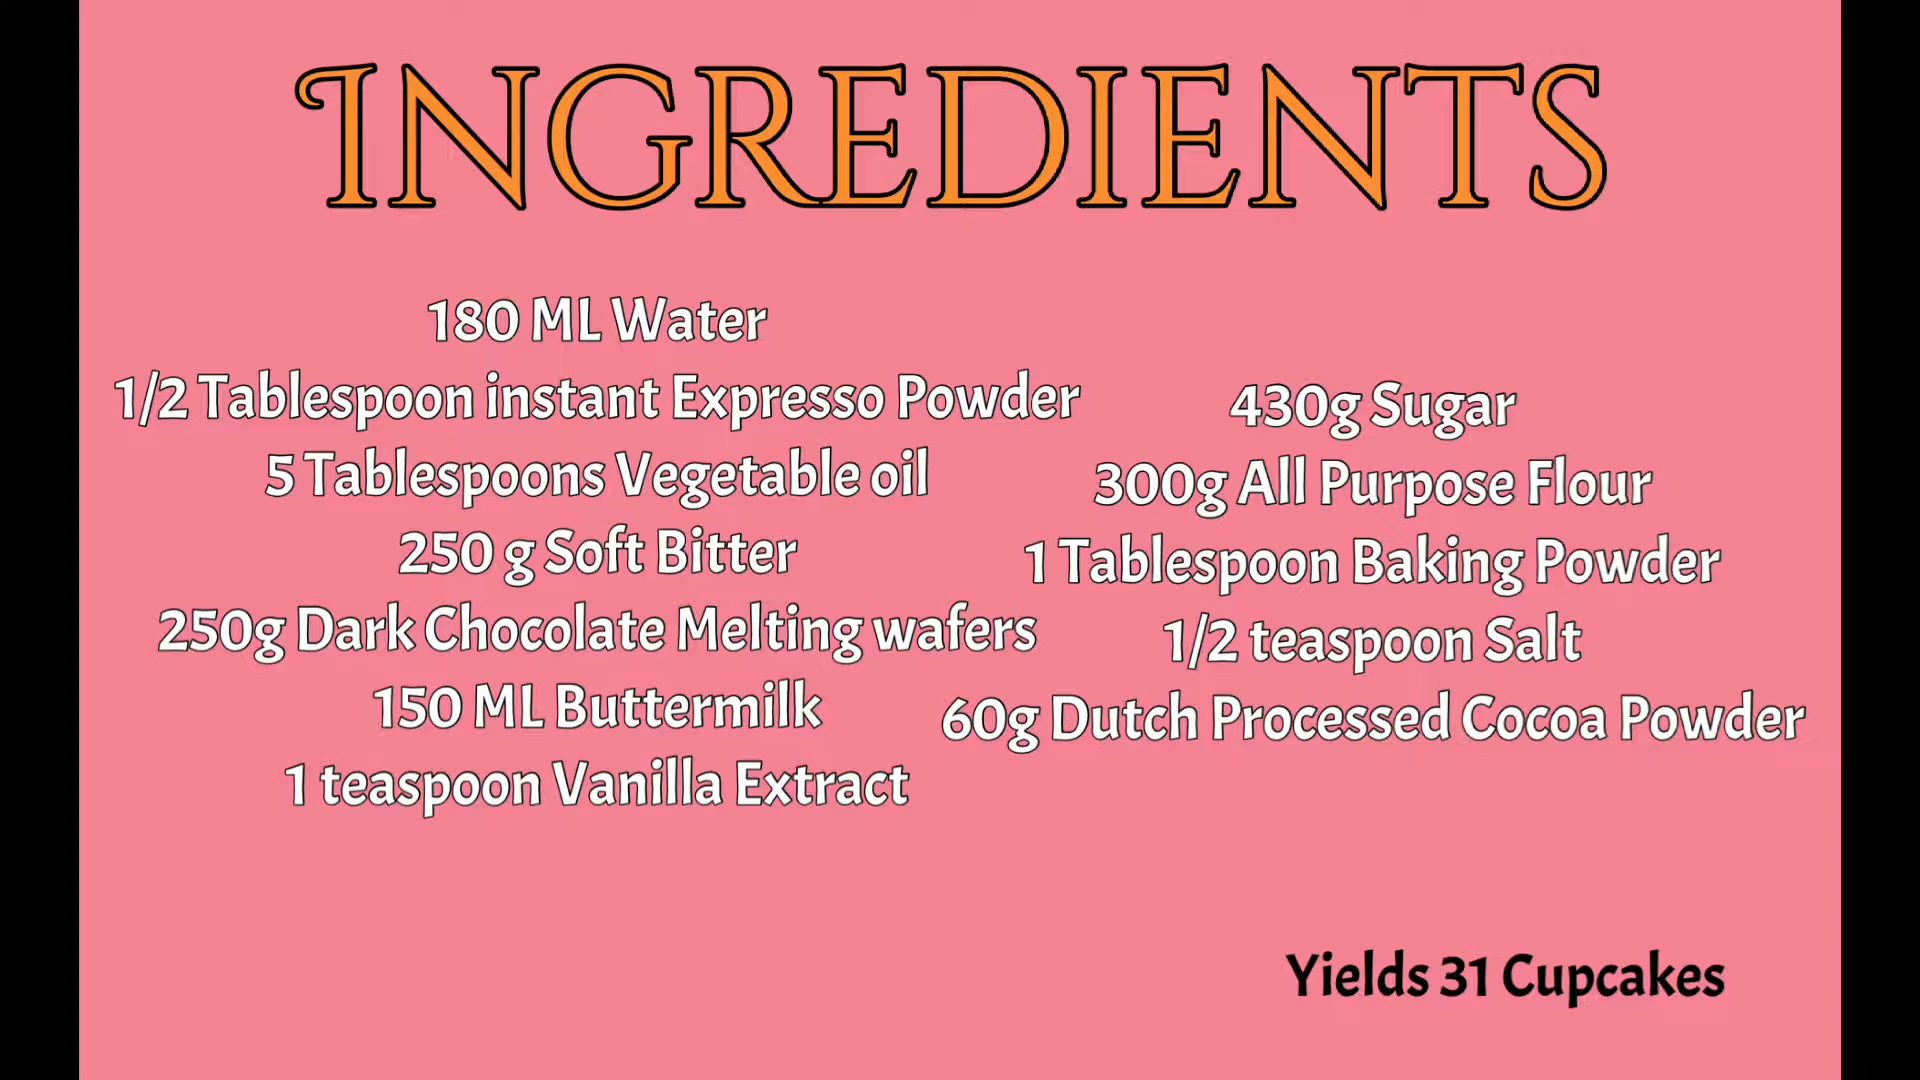 INGREDIENTS
180 ML Water
1/2 Tablespoon instant Expresso Powder
5 Tablespoons Vegetable oil
250 g Soft Bitter
250g Dark Chocolate Melting wafers
150 ML Buttermilk
1 teaspoon Vanilla Extract
430g Sugar
300g All Purpose Flour
1 Tablespoon Baking Powder
1/2 teaspoon Salt
60g Dutch Processed Cocoa Powder
Yields 31 Cupcakes